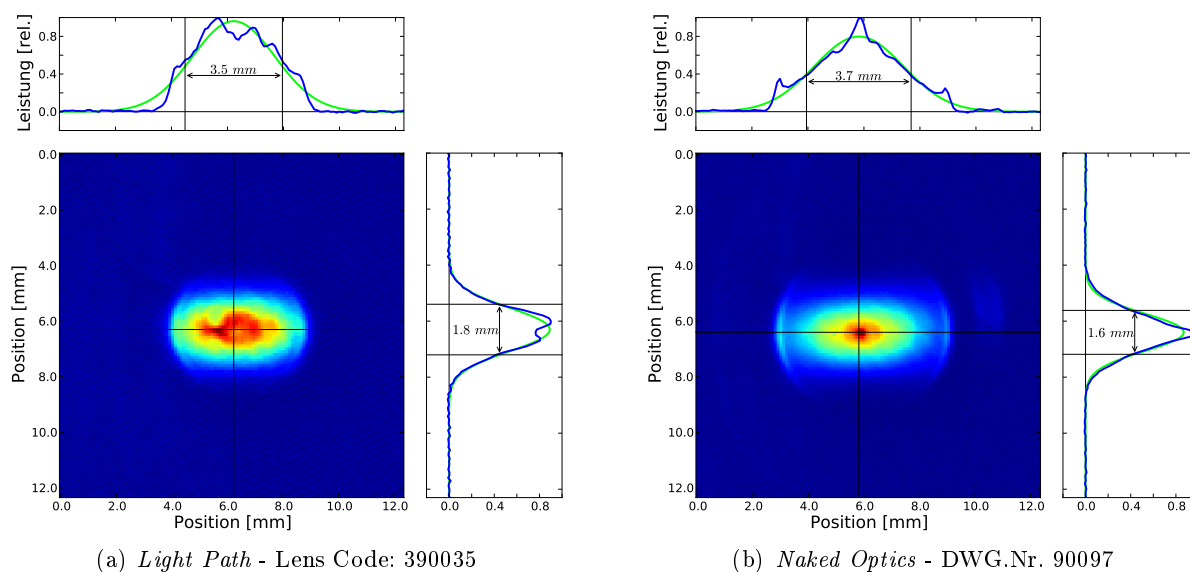 Leistung [rel.]
0.8
0.4
0.0
3.5 mm
Position [mm]
0.0
2.0
4.0
6.0
8.0
10.0
12.0
0.0 2.0 4.0 6.0 8.0 10.0 12.0
Position [mm]
1.8 mm
0.0 0.4 0.8
(a) Light Path - Lens Code: 390035
Leistung [rel.]
0.8
0.4
0.0
3.7 mm
Position [mm]
0.0
2.0
4.0
6.0
8.0
10.0
12.0
0.0 2.0 4.0 6.0 8.0 10.0 12.0
Position [mm]
1.6 mm
0.0 0.4 0.8
(b) Naked Optics - DWG.Nr. 90097